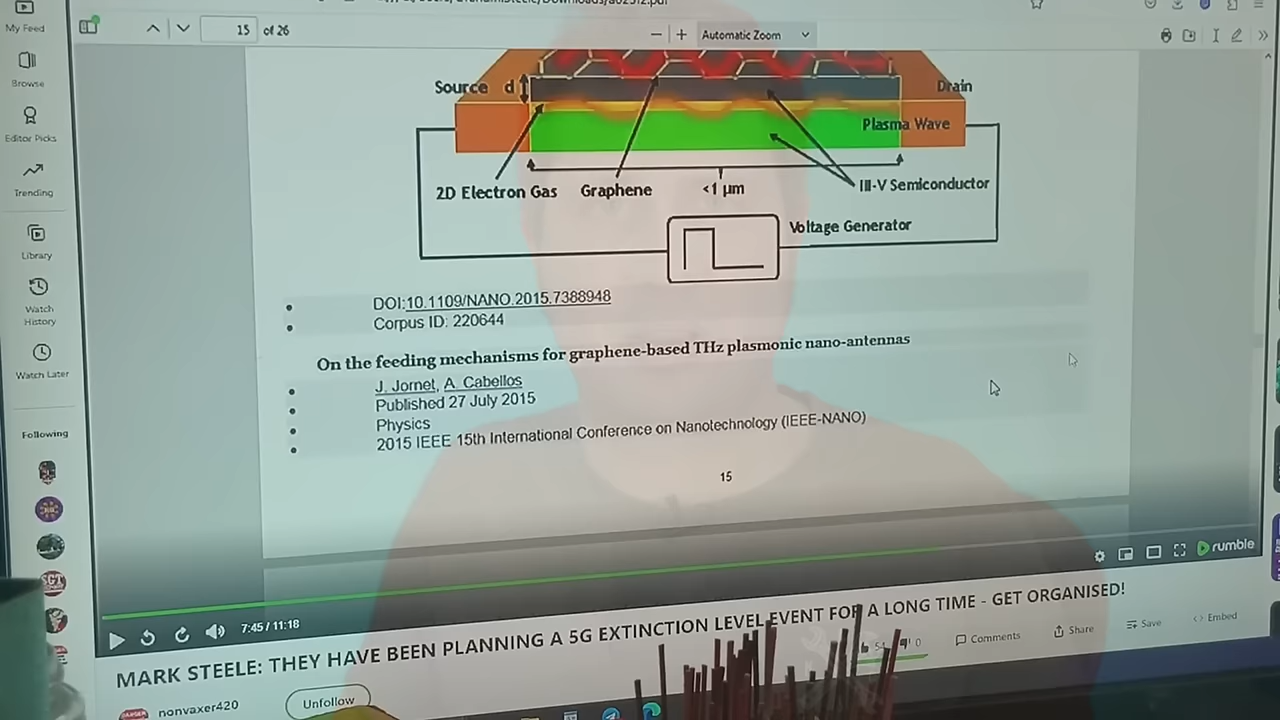 My Feed
Browse
Editor Picks
Trending
Library
Watch
History
Watch Later
Following
15 of 26
Automatic Zoom
Source d
Drain
Plasma Wave
2D Electron Gas
Graphene
<1 µm
III-V Semiconductor
Voltage Generator
DOI:10.1109/NANO.2015.7388948
Corpus ID: 220644
On the feeding mechanisms for graphene-based THz plasmonic nano-antennas
J. Jornet, A. Cabellos
Published 27 July 2015
Physics
2015 IEEE 15th International Conference on Nanotechnology (IEEE-NANO)
15
rumble
7:45 / 11:18
MARK STEELE: THEY HAVE BEEN PLANNING A 5G EXTINCTION LEVEL EVENT FOR A LONG TIME - GET ORGANISED!
0
Comments
Share
Save
Embed
nonvaxer420
Unfollow